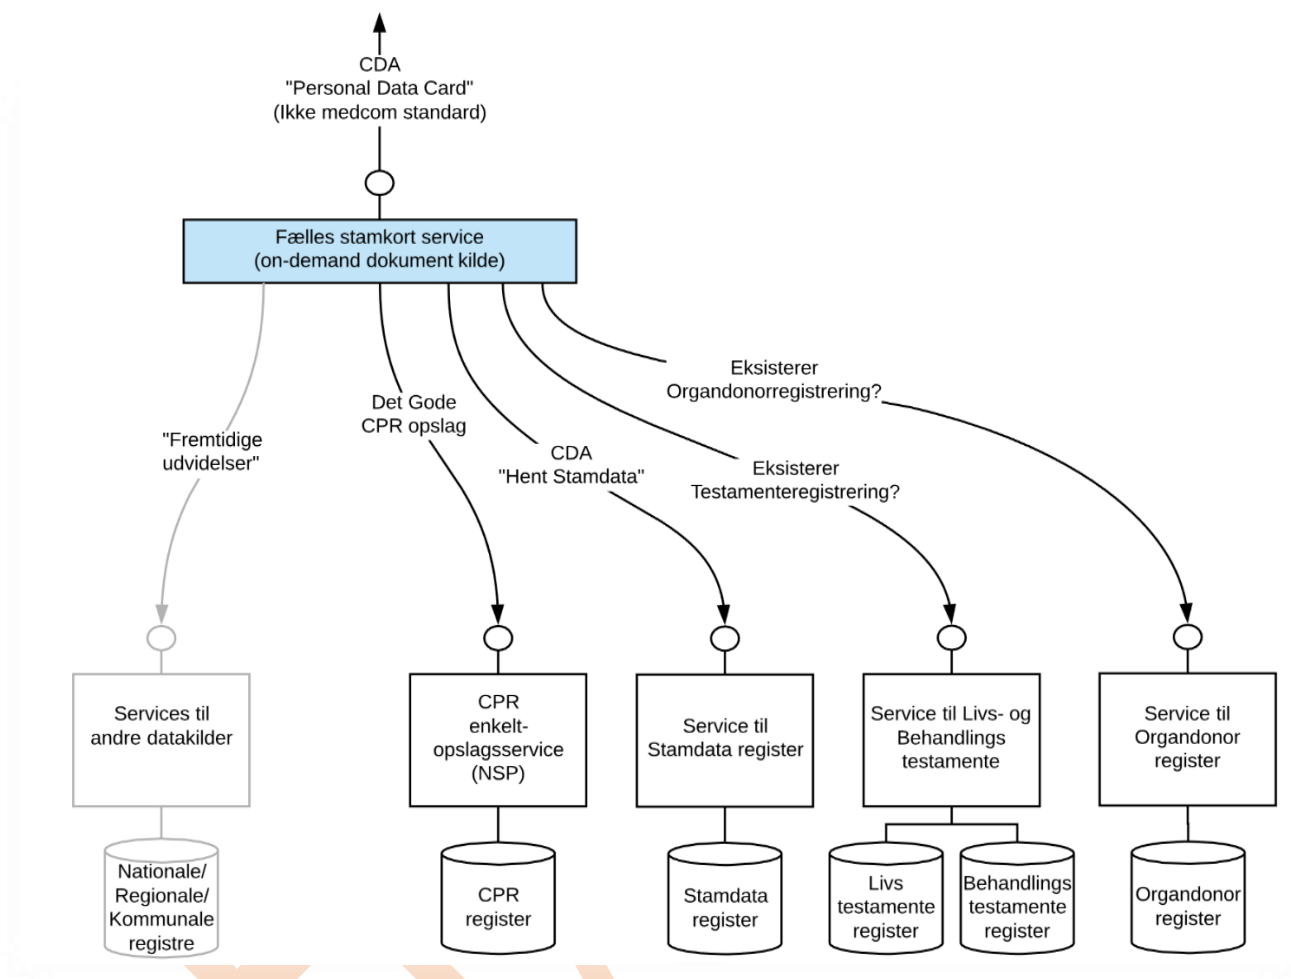 CDA
"Personal Data Card"
(Ikke medcom standard)
Fælles stamkort service
(on-demand dokument kilde)
Eksisterer
Organdonorregistrering?
Det Gode
CPR opslag
"Fremtidige
udvidelser"
CDA
"Hent Stamdata"
Eksisterer
Testamenteregistrering?
Services til
andre datakilder
CPR
enkelt-
opslagsservice
(NSP)
Service til
Stamdata register
Service til Livs- og
Behandlings
testamente
Service til
Organdonor
register
Nationale/
Regionale/
Kommunale
registre
CPR
register
Stamdata
register
Livs
testamente
register
Behandlings
testamente
register
Organdonor
register